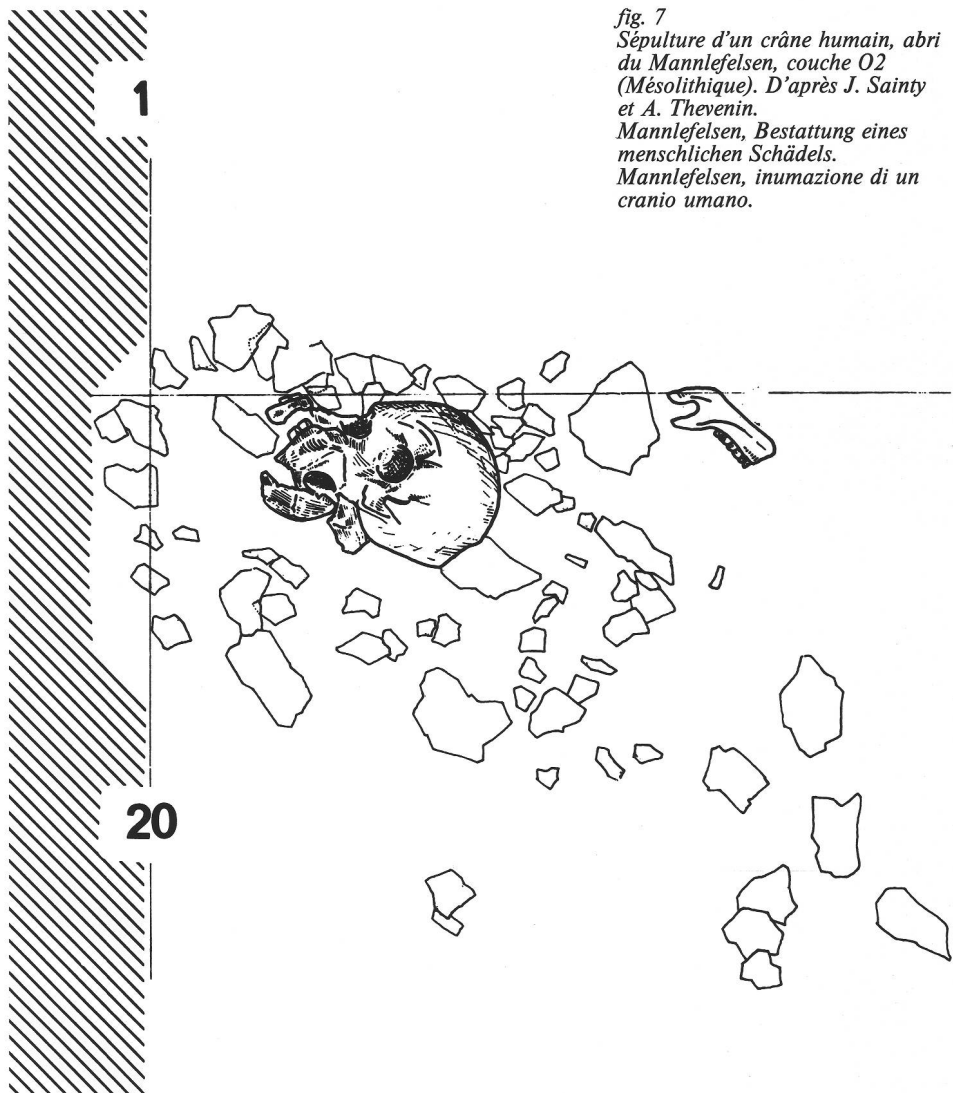 fig. 7
Sépulture d'un crâne humain, abri
du Mannlefelsen, couche O2
(Mésolithique). D'après J. Sainty
et A. Thevenin.
Mannlefelsen, Bestattung eines
menschlichen Schädels.
Mannlefelsen, inumazione di un
cranio umano.
1
20